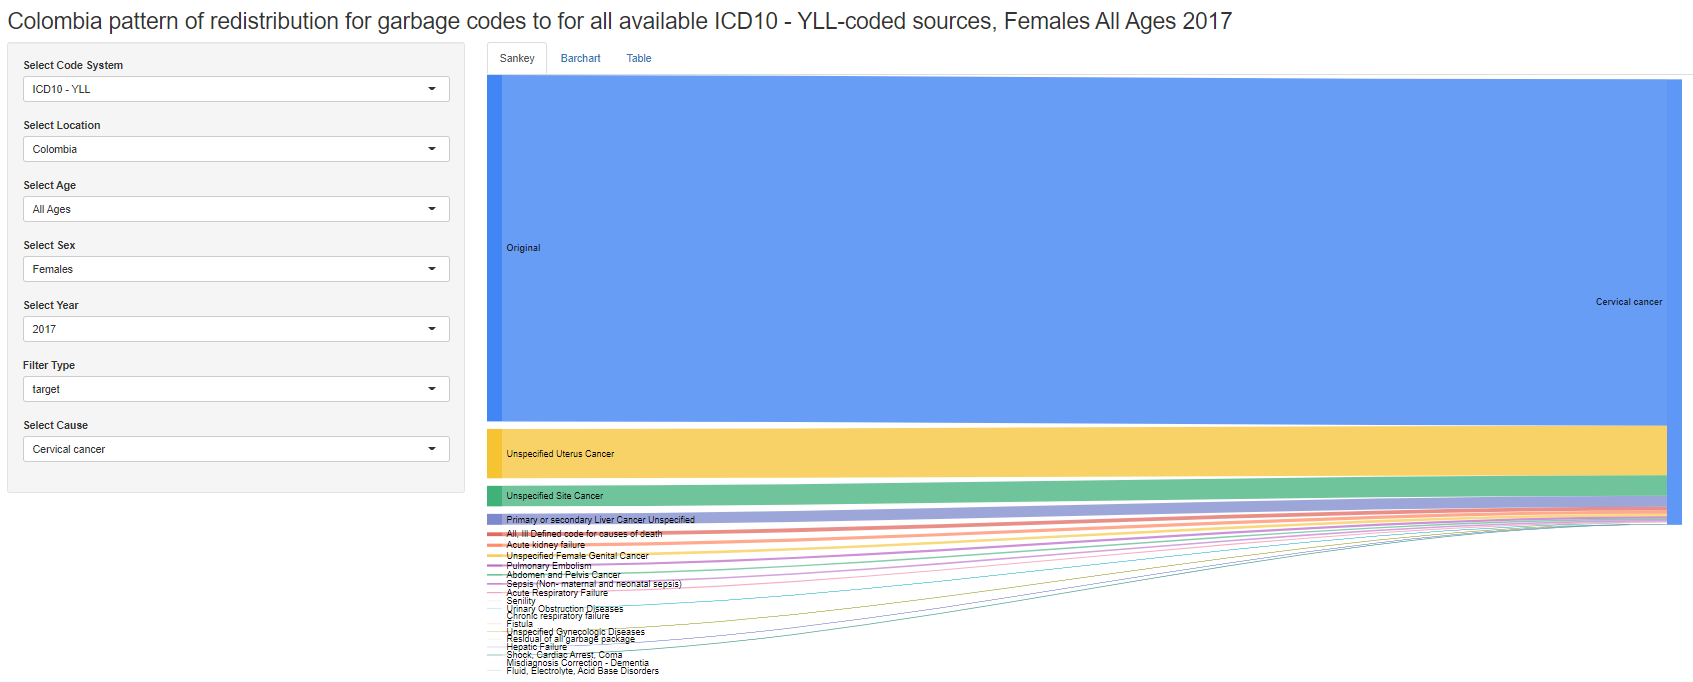 Colombia pattern of redistribution for garbage codes to for all available ICD10 - YLL-coded sources, Females All Ages 2017
Select Code System
ICD10 - YLL
Select Location
Colombia
Select Age
All Ages
Select Sex
Females
Select Year
2017
Filter Type
target
Select Cause
Cervical cancer
Sankey Barchart Table
Original
Cervical cancer
Unspecified Uterus Cancer
Unspecified Site Cancer
Primary or secondary Liver Cancer Unspecified
All, Ill Defined code for causes of death
Acute kidney failure
Unspecified Female Genital Cancer
Pulmonary Embolism
Abdomen and Pelvis Cancer
Sepsis (Non- maternal and neonatal sepsis)
Acute Respiratory Failure
Senility
Urinary Obstruction Diseases
Chronic respiratory failure
Fistula
Unspecified Gynecologic Diseases
Residual of all garbage package
Hepatic Failure
Shock, Cardiac Arrest, Coma
Misdiagnosis Correction - Dementia
Fluid, Electrolyte, Acid Base Disorders